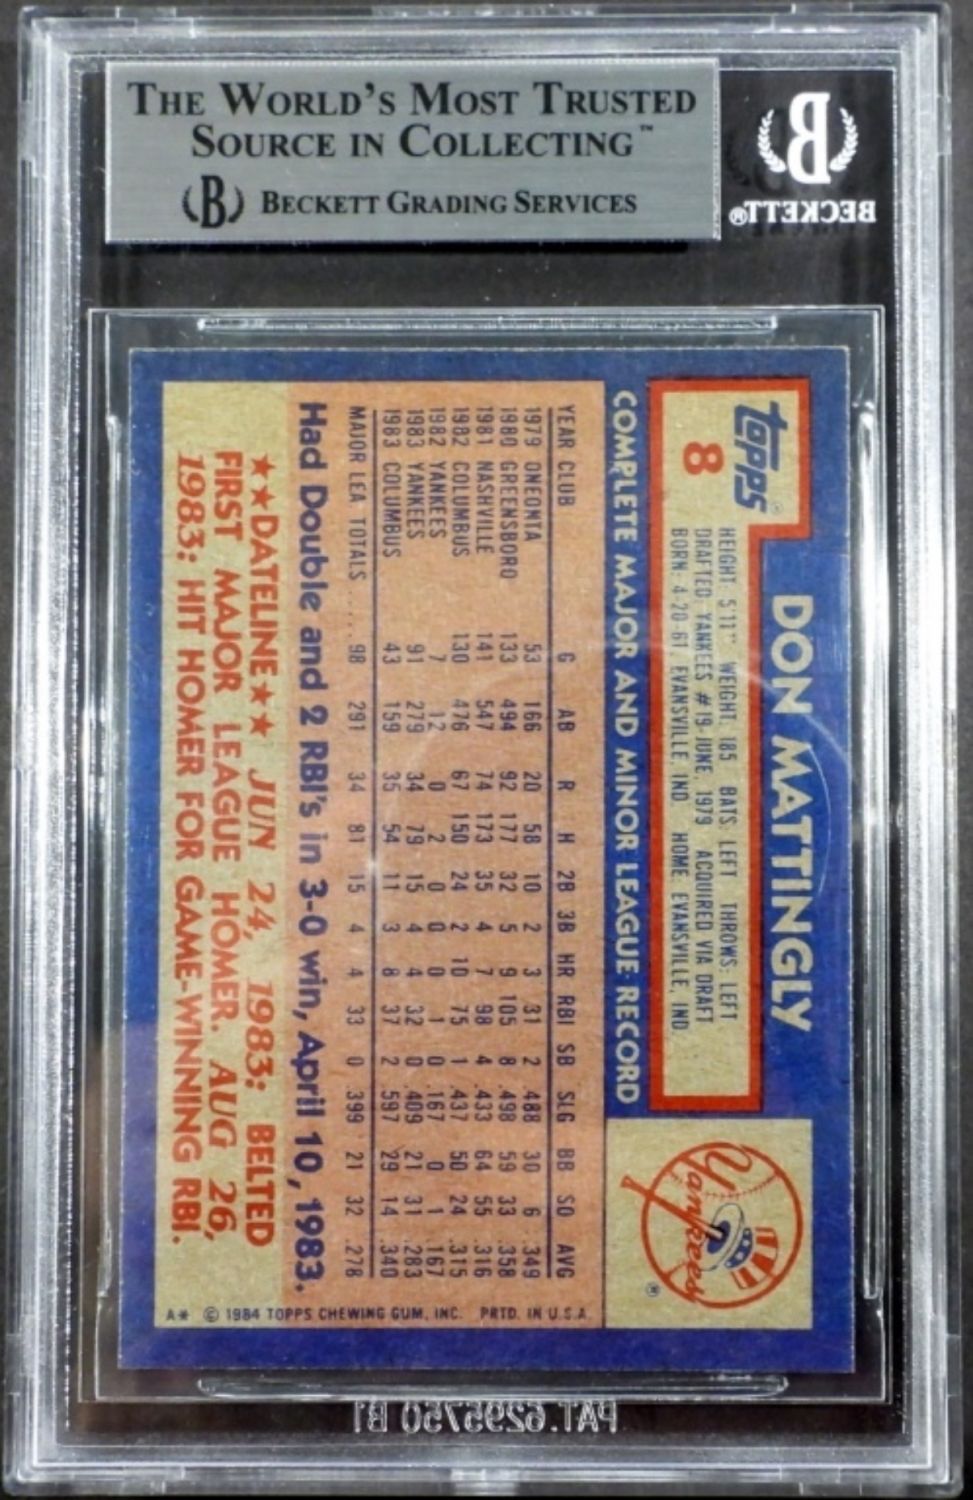 THE WORLD'S MOST TRUSTED
SOURCE IN COLLECTING™
B BECKETT GRADING SERVICES
B
BECKETT®
topps®
8
DON MATTINGLY
HEIGHT: 5'11" WEIGHT: 185 BATS: LEFT THROWS: LEFT
DRAFTED: YANKEES #19-JUNE, 1979 ACQUIRED VIA DRAFT
BORN: 4-20-61, EVANSVILLE, IND. HOME: EVANSVILLE, IND.
Yankees ®
COMPLETE MAJOR AND MINOR LEAGUE RECORD
YEAR CLUB G AB R H 2B 3B HR RBI SB SLG BB SO AVG
1979 ONEONTA 53 166 20 58 10 2 3 31 2 .488 30 6 .349
1980 GREENSBORO 133 494 92 177 32 5 9 105 8 .498 59 33 .358
1981 NASHVILLE 141 547 74 173 35 4 7 98 4 .433 64 55 .316
1982 COLUMBUS 130 476 67 150 24 2 10 75 1 .437 50 24 .315
1982 YANKEES 7 12 0 2 0 0 0 1 0 .167 0 1 .167
1983 YANKEES 91 279 34 79 15 4 4 32 0 .409 21 31 .283
1983 COLUMBUS 43 159 35 54 11 3 8 37 2 .597 29 14 .340
MAJOR LEA TOTALS .... 98 291 34 81 15 4 4 33 0 .399 21 32 .278
Had Double and 2 RBI's in 3-0 win, April 10, 1983.
★★DATELINE★★ JUN 24, 1983: BELTED
FIRST MAJOR LEAGUE HOMER. AUG 26,
1983: HIT HOMER FOR GAME-WINNING RBI.
A* © 1984 TOPPS CHEWING GUM, INC. PRTD. IN U.S.A.
PAT.6295750 B1